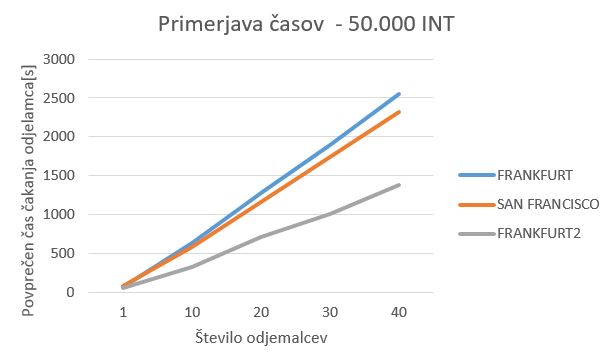 Primerjava časov - 50.000 INT
Povprečen čas čakanja odjelamca[s]
3000
2500
2000
1500
1000
500
0
1 10 20 30 40
Število odjemalcev
FRANKFURT
SAN FRANCISCO
FRANKFURT2